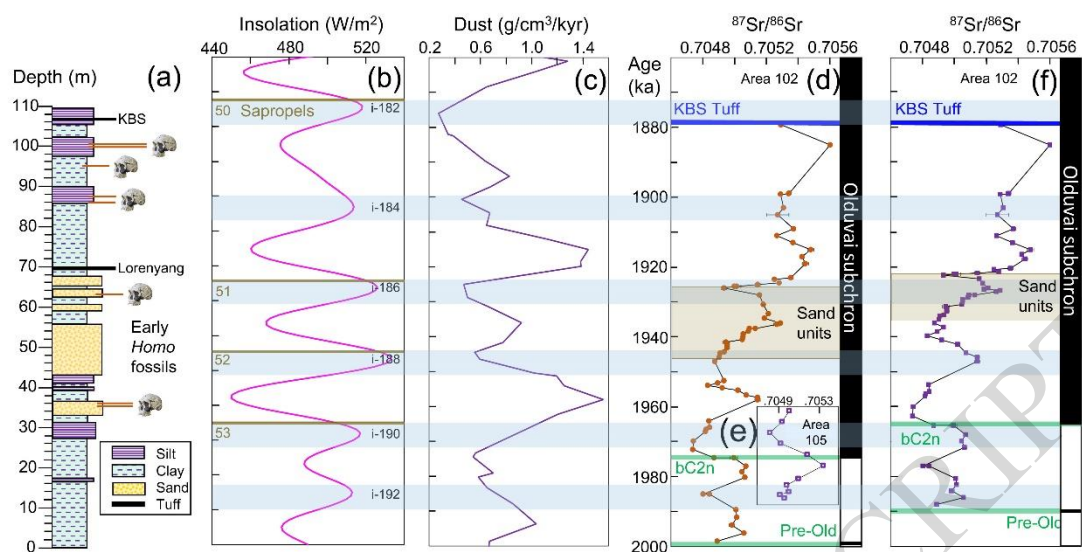 Insolation (W/m²)
Dust (g/cm³/kyr)
⁸⁷Sr/⁸⁶Sr
⁸⁷Sr/⁸⁶Sr
440 480 520
0.2 0.6 1.0 1.4
0.7048 0.7052 0.7056
0.7048 0.7052 0.7056
Depth (m)
(a)
(b)
(c)
Age
(ka)
Area 102
(d)
Area 102
(f)
110
100
90
80
70
60
50
40
30
20
10
0
KBS
Lorenyang
Early
Homo
fossils
Silt
Clay
Sand
Tuff
50 Sapropels
51
52
53
i-182
i-184
i-186
i-188
i-190
i-192
1880
1900
1920
1940
1960
1980
2000
KBS Tuff
Sand
units
bC2n
Pre-Old
(e)
.7049 .7053
Area
105
Olduvai subchron
KBS Tuff
Sand
units
bC2n
Pre-Old
Olduvai subchron
CRIPT